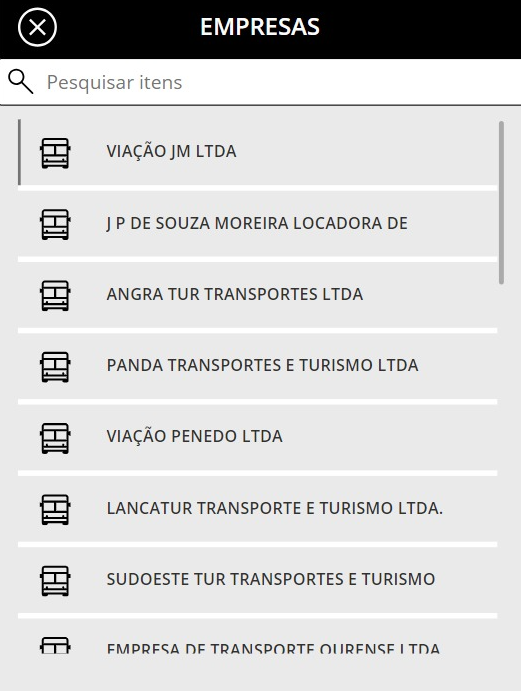 EMPRESAS
Pesquisar itens
VIAÇÃO JM LTDA
J P DE SOUZA MOREIRA LOCADORA DE
ANGRA TUR TRANSPORTES LTDA
PANDA TRANSPORTES E TURISMO LTDA
VIAÇÃO PENEDO LTDA
LANCATUR TRANSPORTE E TURISMO LTDA.
SUDOESTE TUR TRANSPORTES E TURISMO
EMPRESA DE TRANSPORTE OURENSE LTDA